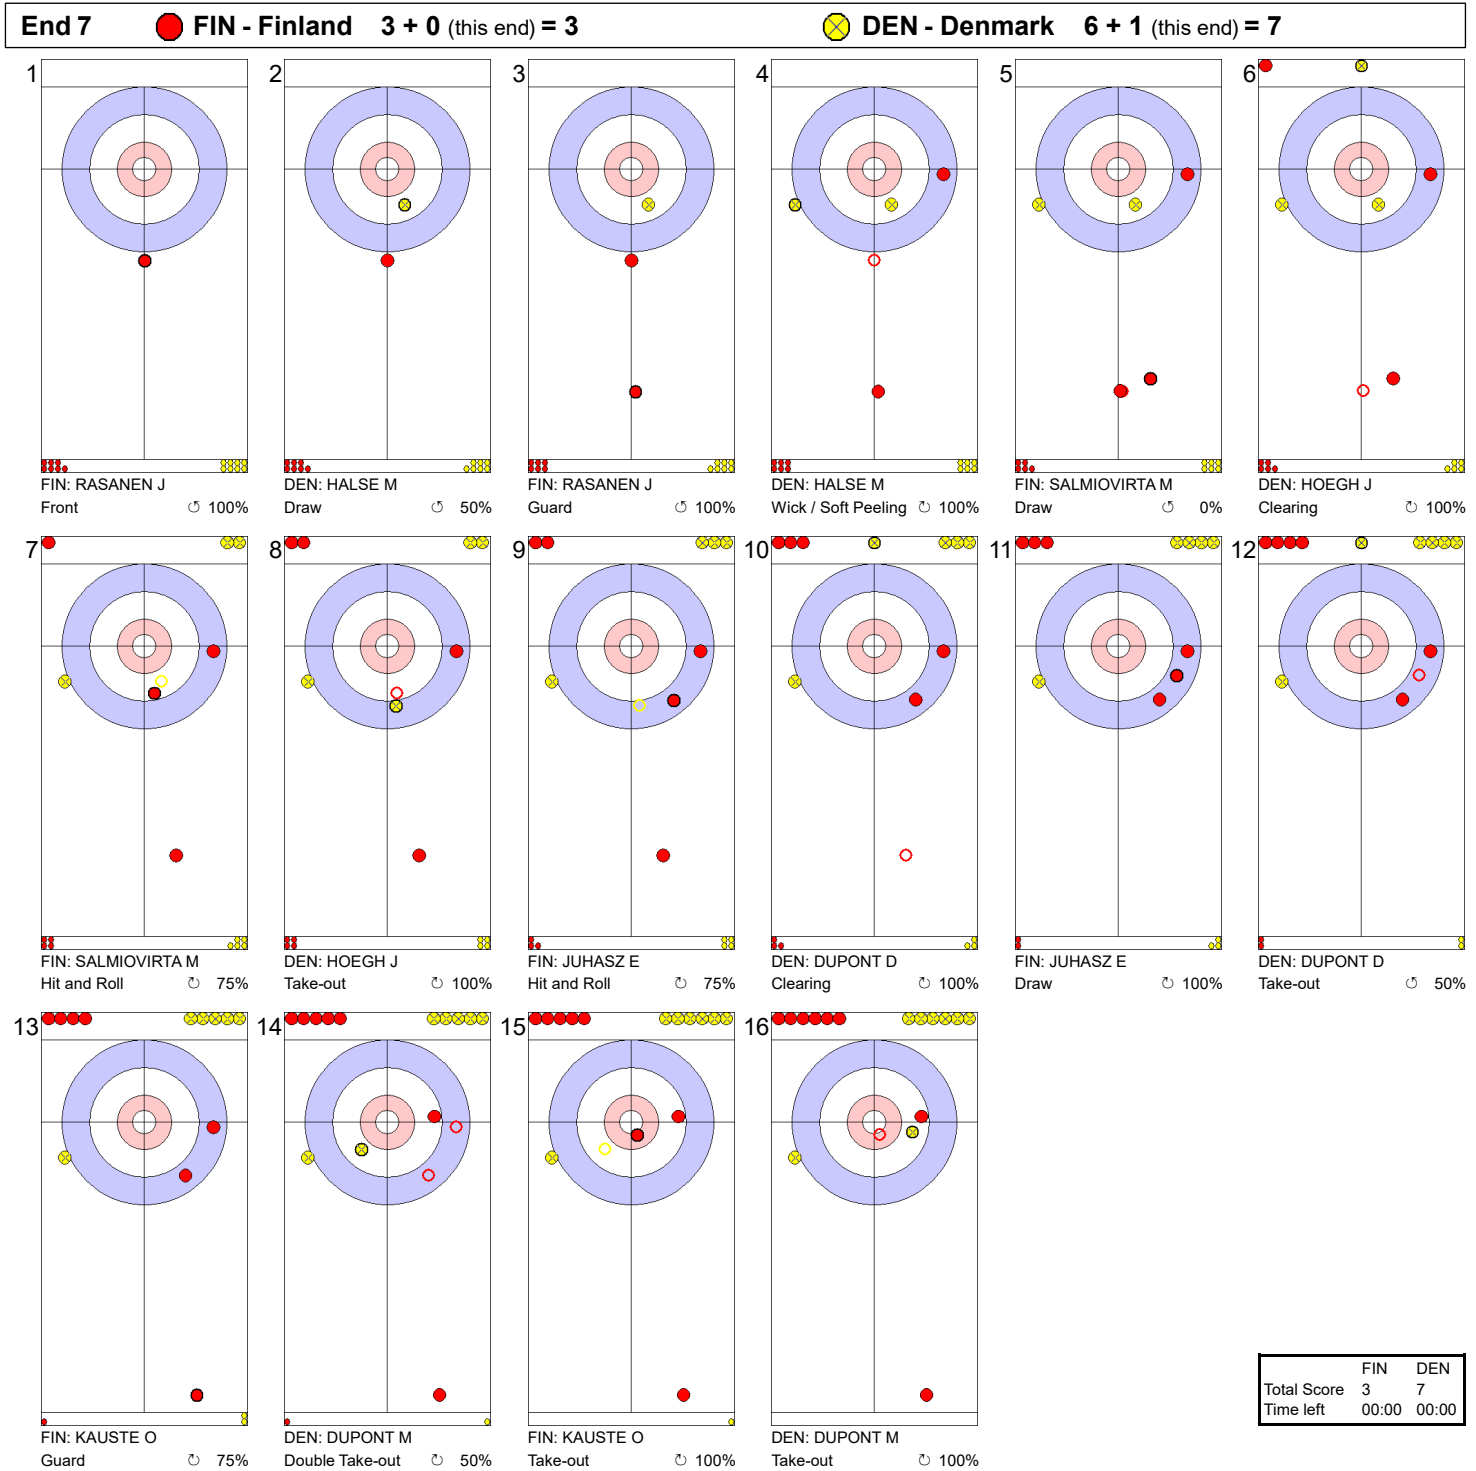 End 7 FIN - Finland 3 + 0 (this end) = 3 DEN - Denmark 6 + 1 (this end) = 7
1 2 3 4 5 6
FIN: RASANEN J DEN: HALSE M FIN: RASANEN J DEN: HALSE M FIN: SALMIOVIRTA M DEN: HOEGH J
Front 100% Draw 50% Guard 100% Wick / Soft Peeling 100% Draw 0% Clearing 100%
7 8 9 10 11 12
FIN: SALMIOVIRTA M DEN: HOEGH J FIN: JUHASZ E DEN: DUPONT D FIN: JUHASZ E DEN: DUPONT D
Hit and Roll 75% Take-out 100% Hit and Roll 75% Clearing 100% Draw 100% Take-out 50%
13 14 15 16
FIN: KAUSTE O DEN: DUPONT M FIN: KAUSTE O DEN: DUPONT M
Guard 75% Double Take-out 50% Take-out 100% Take-out 100%
FIN DEN
Total Score 3 7
Time left 00:00 00:00